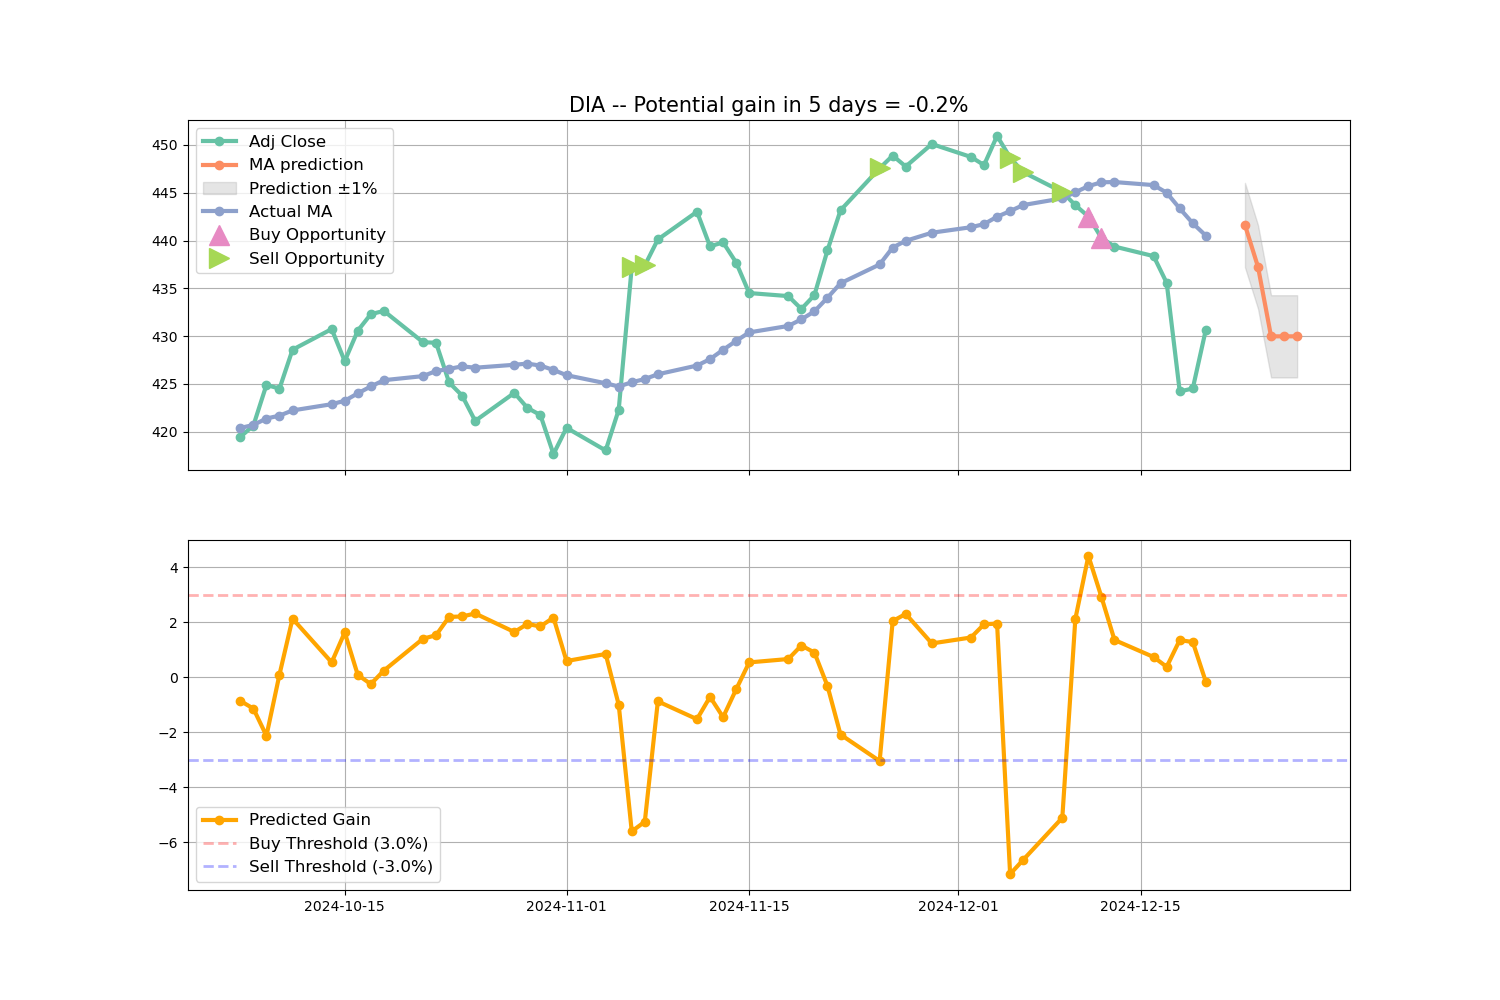 DIA -- Potential gain in 5 days = -0.2%
Adj Close
MA prediction
Prediction ±1%
Actual MA
Buy Opportunity
Sell Opportunity
450
445
440
435
430
425
420
4
2
0
−2
−4
−6
Predicted Gain
Buy Threshold (3.0%)
Sell Threshold (-3.0%)
2024-10-15
2024-11-01
2024-11-15
2024-12-01
2024-12-15